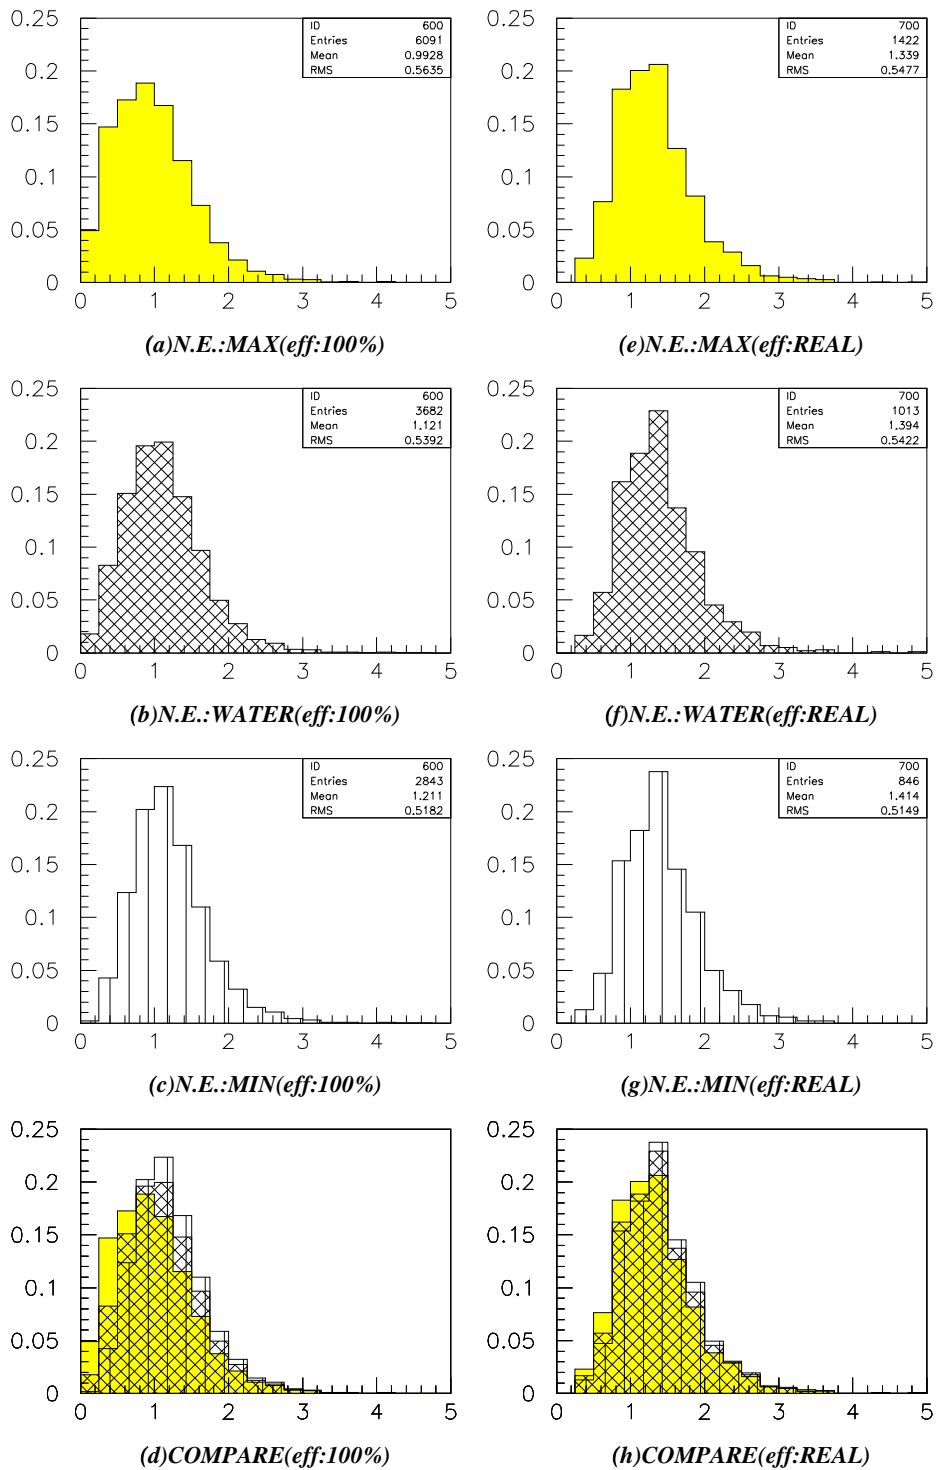 0.25
0.2
0.15
0.1
0.05
0
0 1 2 3 4 5
ID 600
Entries 6091
Mean 0.9928
RMS 0.5635
(a)N.E.:MAX(eff:100%)
0.25
0.2
0.15
0.1
0.05
0
0 1 2 3 4 5
ID 700
Entries 1422
Mean 1.339
RMS 0.5477
(e)N.E.:MAX(eff:REAL)
0.25
0.2
0.15
0.1
0.05
0
0 1 2 3 4 5
ID 600
Entries 3682
Mean 1.121
RMS 0.5392
(b)N.E.:WATER(eff:100%)
0.25
0.2
0.15
0.1
0.05
0
0 1 2 3 4 5
ID 700
Entries 1013
Mean 1.394
RMS 0.5422
(f)N.E.:WATER(eff:REAL)
0.25
0.2
0.15
0.1
0.05
0
0 1 2 3 4 5
ID 600
Entries 2843
Mean 1.211
RMS 0.5182
(c)N.E.:MIN(eff:100%)
0.25
0.2
0.15
0.1
0.05
0
0 1 2 3 4 5
ID 700
Entries 846
Mean 1.414
RMS 0.5149
(g)N.E.:MIN(eff:REAL)
0.25
0.2
0.15
0.1
0.05
0
0 1 2 3 4 5
(d)COMPARE(eff:100%)
0.25
0.2
0.15
0.1
0.05
0
0 1 2 3 4 5
(h)COMPARE(eff:REAL)